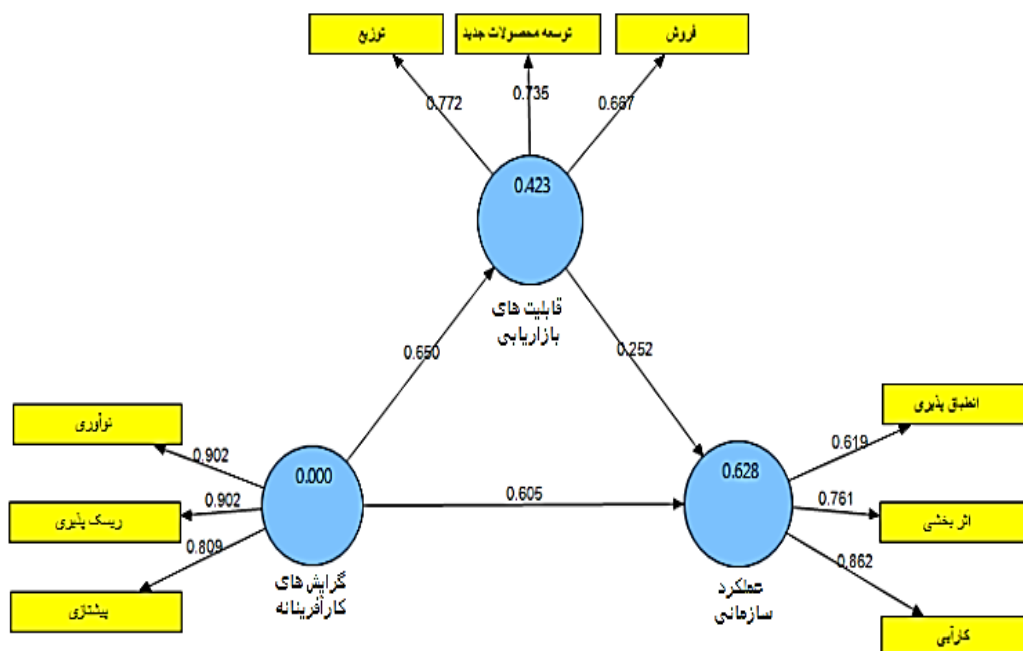 توزیع
توسعه محصولات جدید
فروش
0.772
0.735
0.667
0.423
قابلیت های
بازاریابی
0.650
0.252
نوآوری
ریسک پذیری
پیشتازی
0.902
0.902
0.809
0.000
گرایش های
کارآفرینانه
0.605
0.628
عملکرد
سازمانی
0.619
0.761
0.862
انطباق پذیری
اثر بخشی
کارآیی